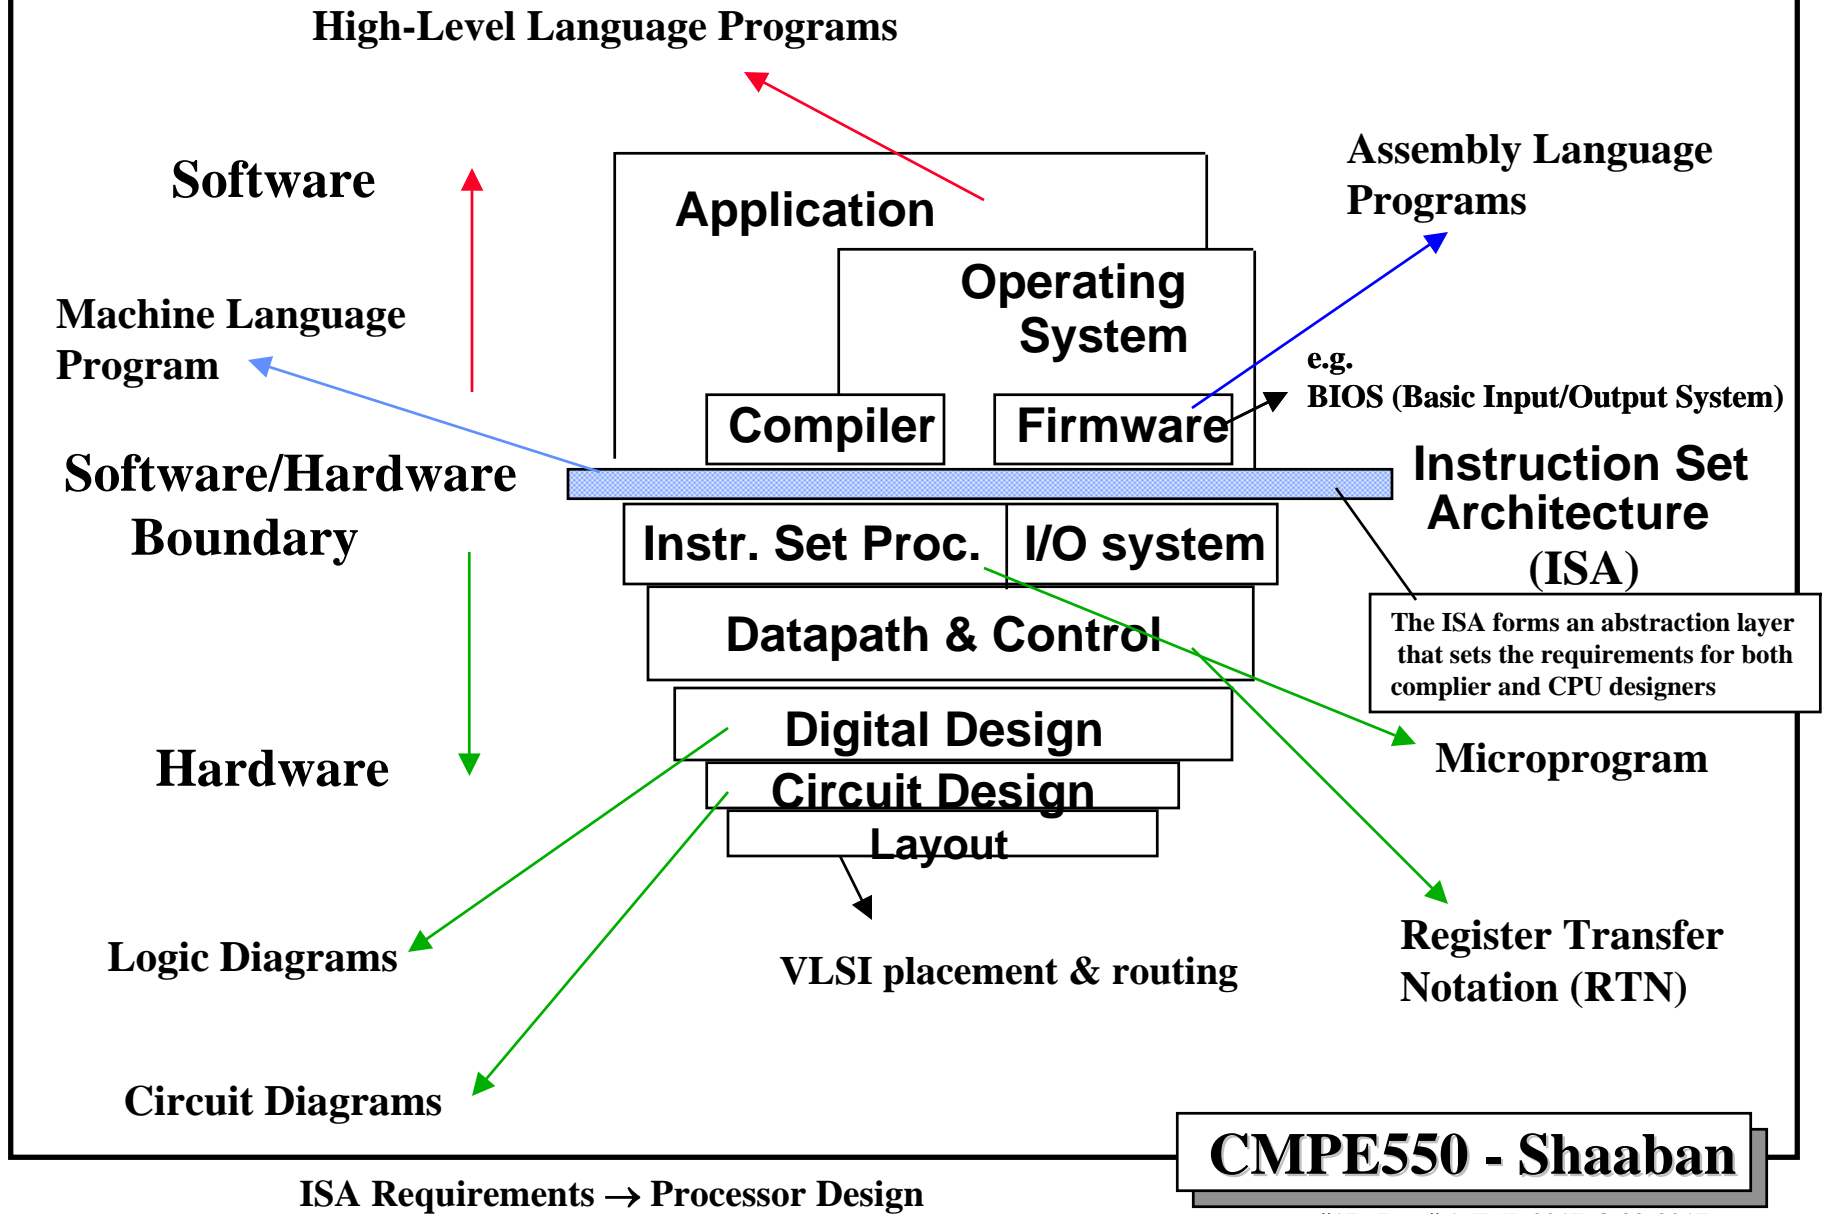 High-Level Language Programs
Software
Application
Assembly Language
Programs
Operating
System
Machine Language
Program
e.g.
BIOS (Basic Input/Output System)
Compiler
Firmware
Software/Hardware
Boundary
Instruction Set
Architecture
(ISA)
Instr. Set Proc.
I/O system
The ISA forms an abstraction layer
that sets the requirements for both
complier and CPU designers
Datapath & Control
Digital Design
Hardware
Microprogram
Circuit Design
Layout
Logic Diagrams
VLSI placement & routing
Register Transfer
Notation (RTN)
Circuit Diagrams
CMPE550 - Shaaban
ISA Requirements → Processor Design